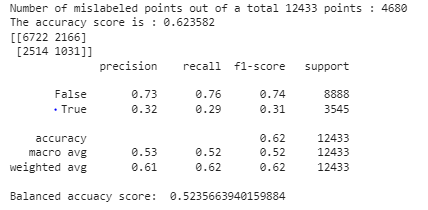 Number of mislabeled points out of a total 12433 points : 4680
The accuracy score is : 0.623582
[[6722 2166]
[2514 1031]]
precision recall f1-score support
False 0.73 0.76 0.74 8888
True 0.32 0.29 0.31 3545
accuracy 0.62 12433
macro avg 0.53 0.52 0.52 12433
weighted avg 0.61 0.62 0.62 12433
Balanced accuacy score: 0.5235663940159884